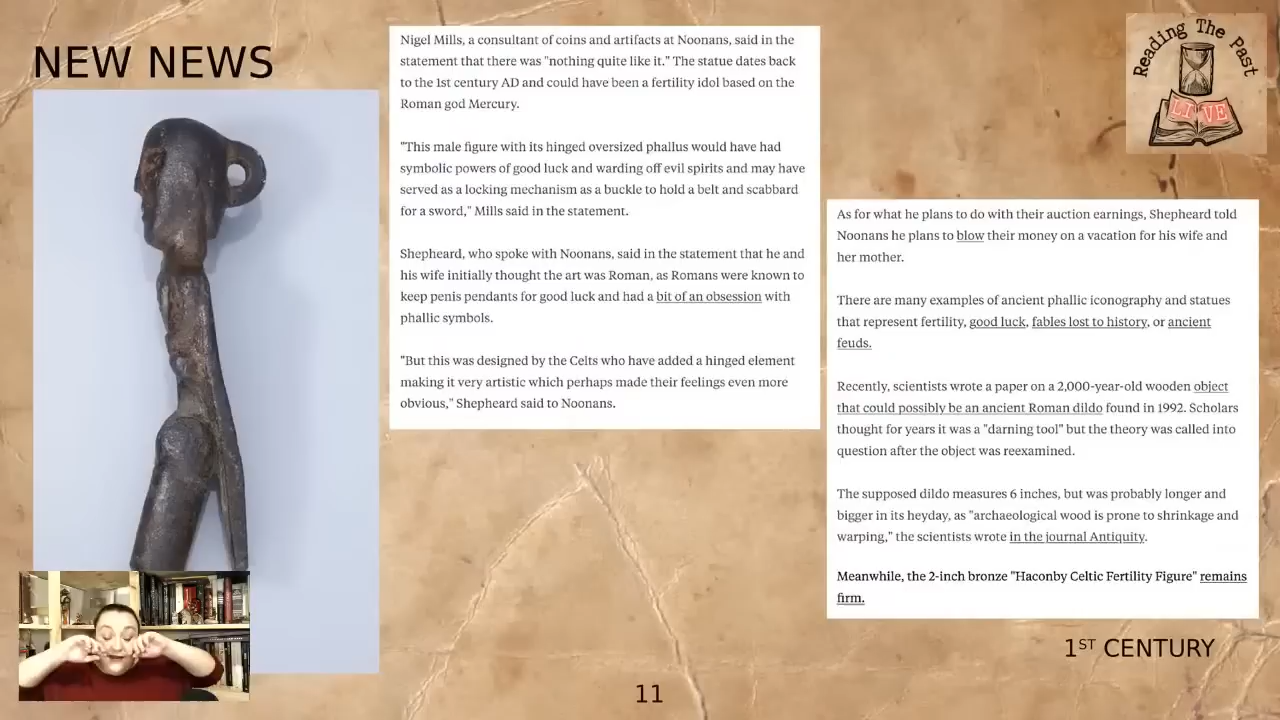 NEW NEWS
Nigel Mills, a consultant of coins and artifacts at Noonans, said in the
statement that there was "nothing quite like it." The statue dates back
to the 1st century AD and could have been a fertility idol based on the
Roman god Mercury.
"This male figure with its hinged oversized phallus would have had
symbolic powers of good luck and warding off evil spirits and may have
served as a locking mechanism as a buckle to hold a belt and scabbard
for a sword," Mills said in the statement.
Shepheard, who spoke with Noonans, said in the statement that he and
his wife initially thought the art was Roman, as Romans were known to
keep penis pendants for good luck and had a bit of an obsession with
phallic symbols.
"But this was designed by the Celts who have added a hinged element
making it very artistic which perhaps made their feelings even more
obvious," Shepheard said to Noonans.
Reading The Past
LIVE
As for what he plans to do with their auction earnings, Shepheard told
Noonans he plans to blow their money on a vacation for his wife and
her mother.
There are many examples of ancient phallic iconography and statues
that represent fertility, good luck, fables lost to history, or ancient
feuds.
Recently, scientists wrote a paper on a 2,000-year-old wooden object
that could possibly be an ancient Roman dildo found in 1992. Scholars
thought for years it was a "darning tool" but the theory was called into
question after the object was reexamined.
The supposed dildo measures 6 inches, but was probably longer and
bigger in its heyday, as "archaeological wood is prone to shrinkage and
warping," the scientists wrote in the journal Antiquity.
Meanwhile, the 2-inch bronze "Haconby Celtic Fertility Figure" remains
firm.
1ST CENTURY
11